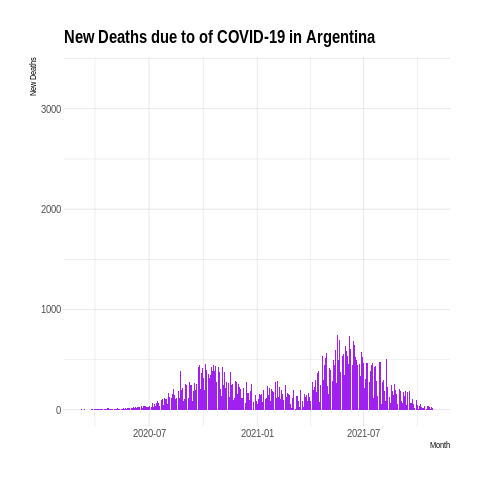 New Deaths due to of COVID-19 in Argentina
New Deaths
3000
2000
1000
0
2020-07
2021-01
2021-07
Month